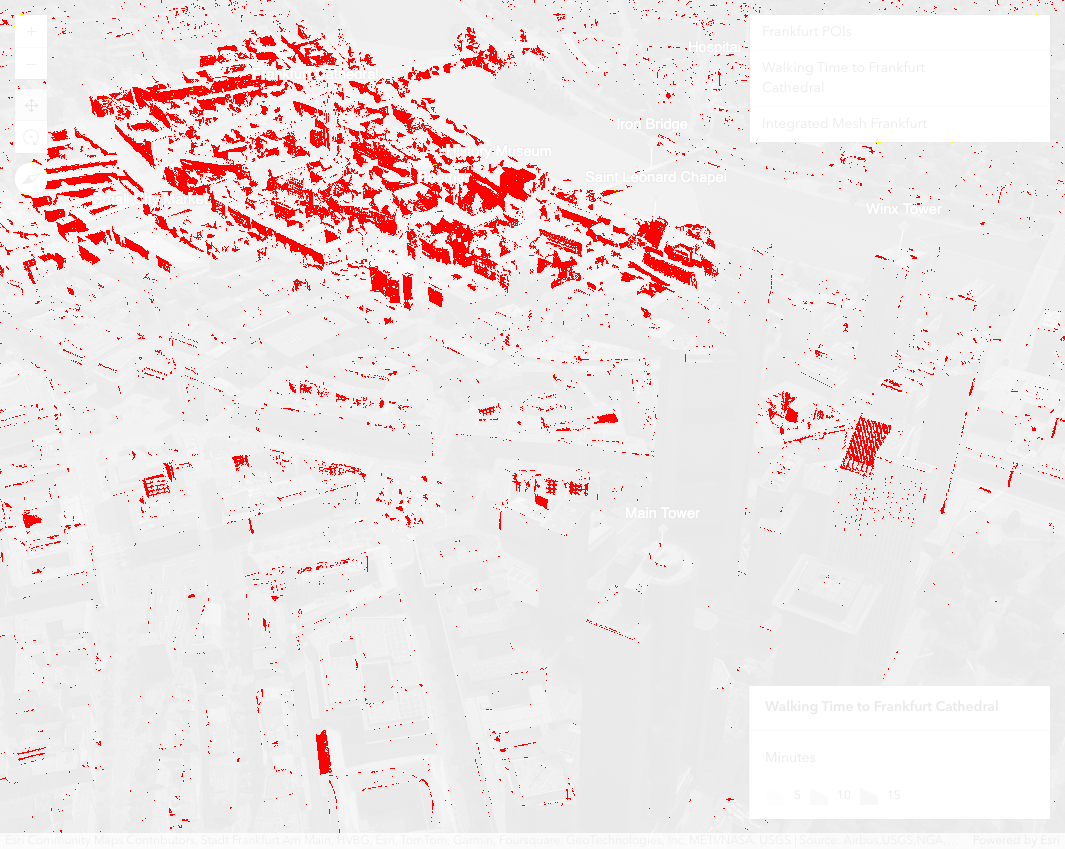 Frankfurt POIs
Hospital
Walking Time to Frankfurt
Cathedral
Iron Bridge
Integrated Mesh Frankfurt
Museum
Saint Leonard Chapel
Winx Tower
Main Tower
Walking Time to Frankfurt Cathedral
Minutes
5 10 15
Esri Community Maps Contributors, Stadt Frankfurt Am Main, HVBG, Esri, TomTom, Garmin, Foursquare, GeoTechnologies, Inc, METI/NASA, USGS | Source: Airbus,USGS,NGA,
Powered by Esri